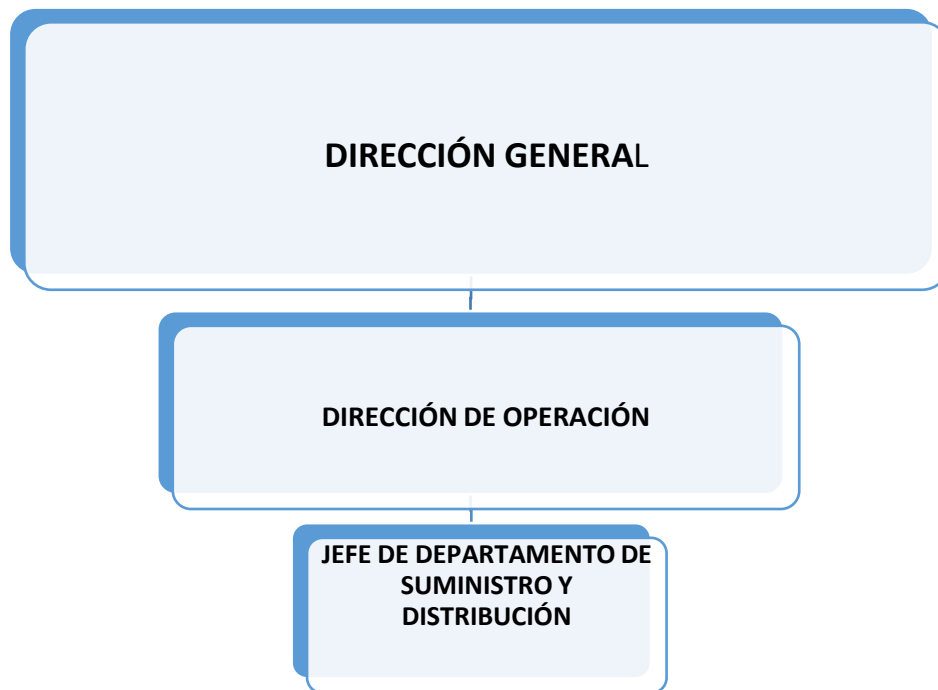 DIRECCIÓN GENERAL
DIRECCIÓN DE OPERACIÓN
JEFE DE DEPARTAMENTO DE
SUMINISTRO Y
DISTRIBUCIÓN